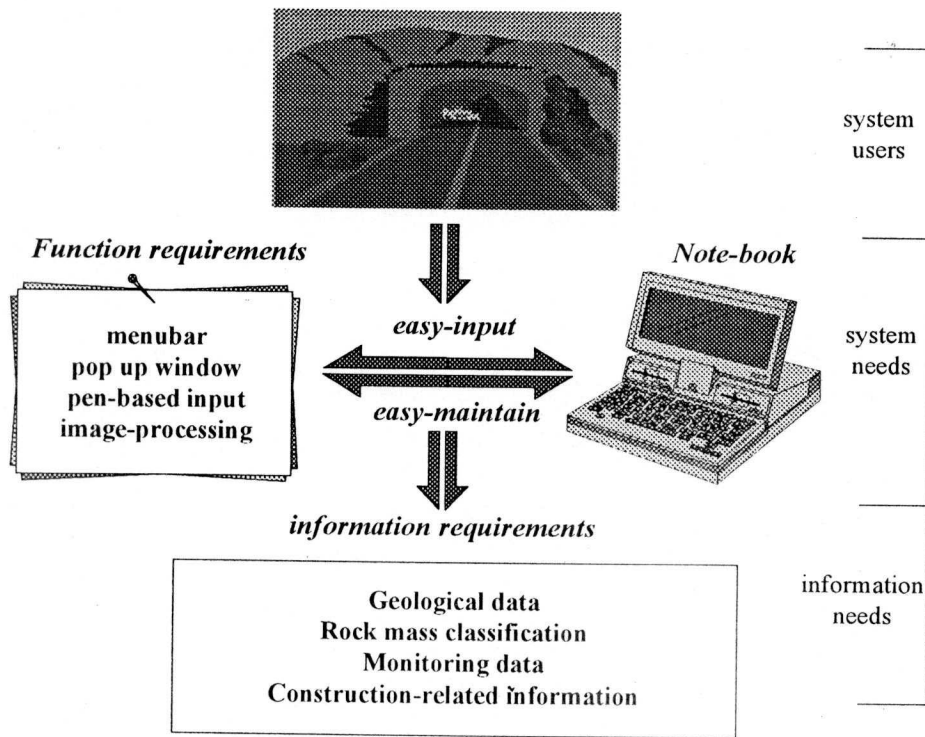 system
users
Function requirements
Note-book
menubar
pop up window
pen-based input
image-processing
easy-input
easy-maintain
system
needs
information requirements
Geological data
Rock mass classification
Monitoring data
Construction-related information
information
needs